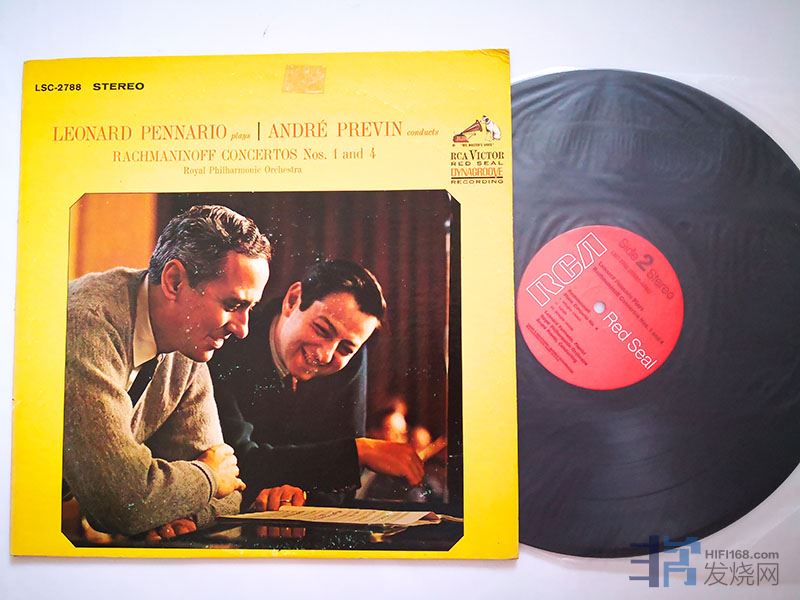 LSC-2788 STEREO
LEONARD PENNARIO plays | ANDRÉ PREVIN conducts
RACHMANINOFF CONCERTOS Nos. 1 and 4
Royal Philharmonic Orchestra
"HIS MASTER'S VOICE"
RCA VICTOR
RED SEAL
DYNAGROOVE
RECORDING
RCA
Side 2 Stereo
Red Seal
HIFI168.com
发烧网